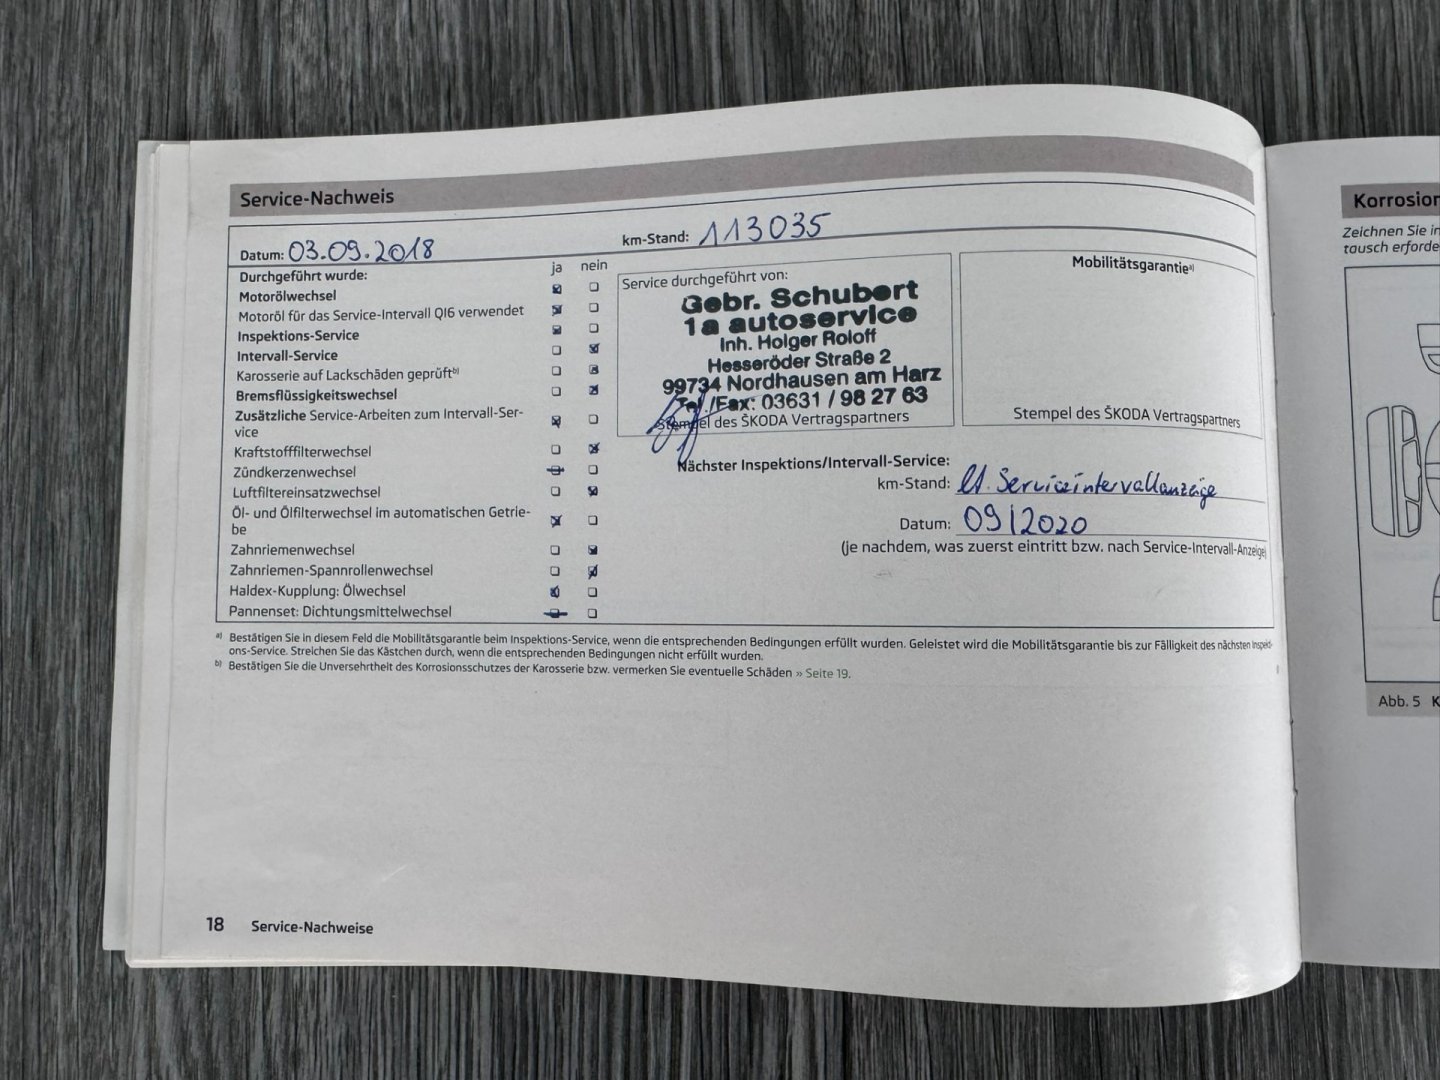 Service-Nachweis
Datum: 03.09.2018
km-Stand: 113035
Durchgeführt wurde:
ja nein
Motorölwechsel
Motoröl für das Service-Intervall QI6 verwendet
Inspektions-Service
Intervall-Service
Karosserie auf Lackschäden geprüft b)
Bremsflüssigkeitswechsel
Zusätzliche Service-Arbeiten zum Intervall-Ser-
vice
Kraftstofffilterwechsel
Zündkerzenwechsel
Luftfiltereinsatzwechsel
Öl- und Ölfilterwechsel im automatischen Getrie-
be
Zahnriemenwechsel
Zahnriemen-Spannrollenwechsel
Haldex-Kupplung: Ölwechsel
Pannenset: Dichtungsmittelwechsel
Service durchgeführt von:
Gebr. Schubert
1a autoservice
Inh. Holger Roloff
Hesseröder Straße 2
99734 Nordhausen am Harz
Tel./Fax: 03631 / 98 27 63
Stempel des ŠKODA Vertragspartners
Mobilitätsgarantie a)
Stempel des ŠKODA Vertragspartners
Nächster Inspektions/Intervall-Service:
km-Stand: lt. Serviceintervallanzeige
Datum: 09/2020
(je nachdem, was zuerst eintritt bzw. nach Service-Intervall-Anzeige)
a) Bestätigen Sie in diesem Feld die Mobilitätsgarantie beim Inspektions-Service, wenn die entsprechenden Bedingungen erfüllt wurden. Geleistet wird die Mobilitätsgarantie bis zur Fälligkeit des nächsten Inspekti-
ons-Service. Streichen Sie das Kästchen durch, wenn die entsprechenden Bedingungen nicht erfüllt wurden.
b) Bestätigen Sie die Unversehrtheit des Korrosionsschutzes der Karosserie bzw. vermerken Sie eventuelle Schäden » Seite 19.
18 Service-Nachweise
Korrosion
Zeichnen Sie in
tausch erforde
Abb. 5 K